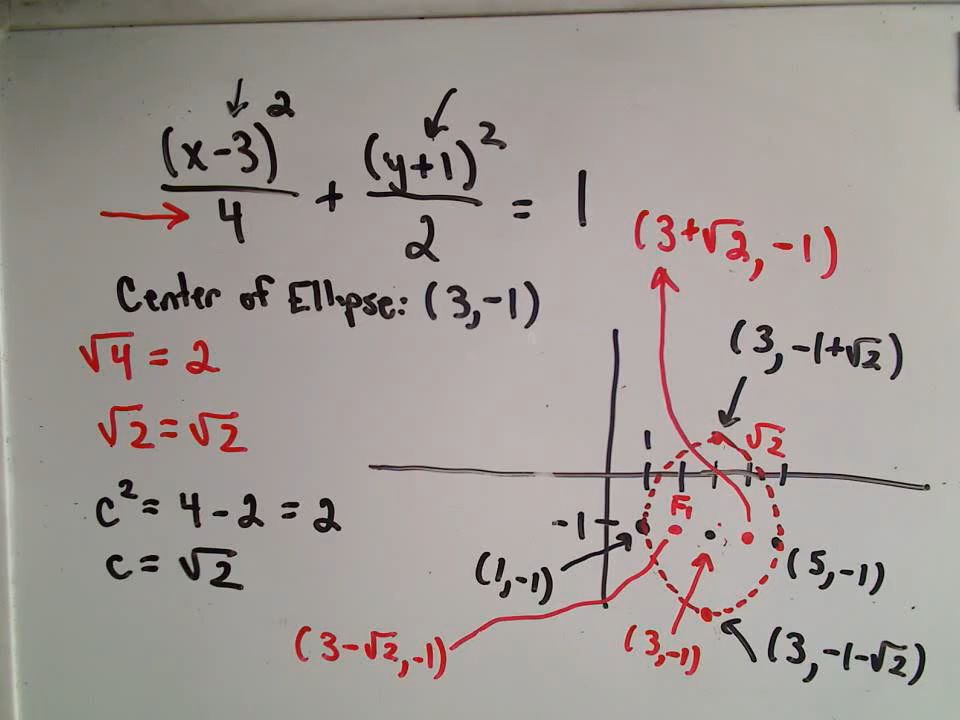 (x-3)²/4 + (y+1)²/2 = 1
Center of Ellipse: (3,-1)
√4 = 2
√2 = √2
c² = 4 - 2 = 2
c = √2
(3+√2, -1)
(3, -1+√2)
1
√2
F₁
-1
(1,-1)
(5,-1)
(3-√2,-1)
(3,-1)
(3,-1-√2)